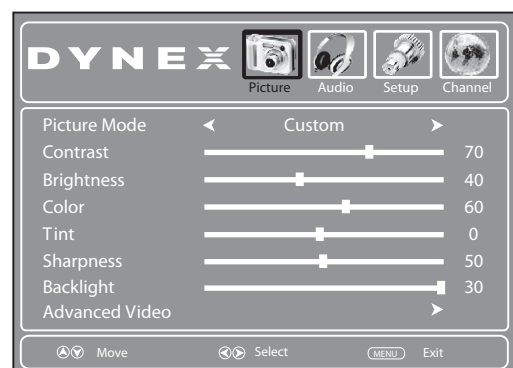 DYNEX
Picture Audio Setup Channel
Picture Mode Custom
Contrast 70
Brightness 40
Color 60
Tint 0
Sharpness 50
Backlight 30
Advanced Video
Move Select MENU Exit